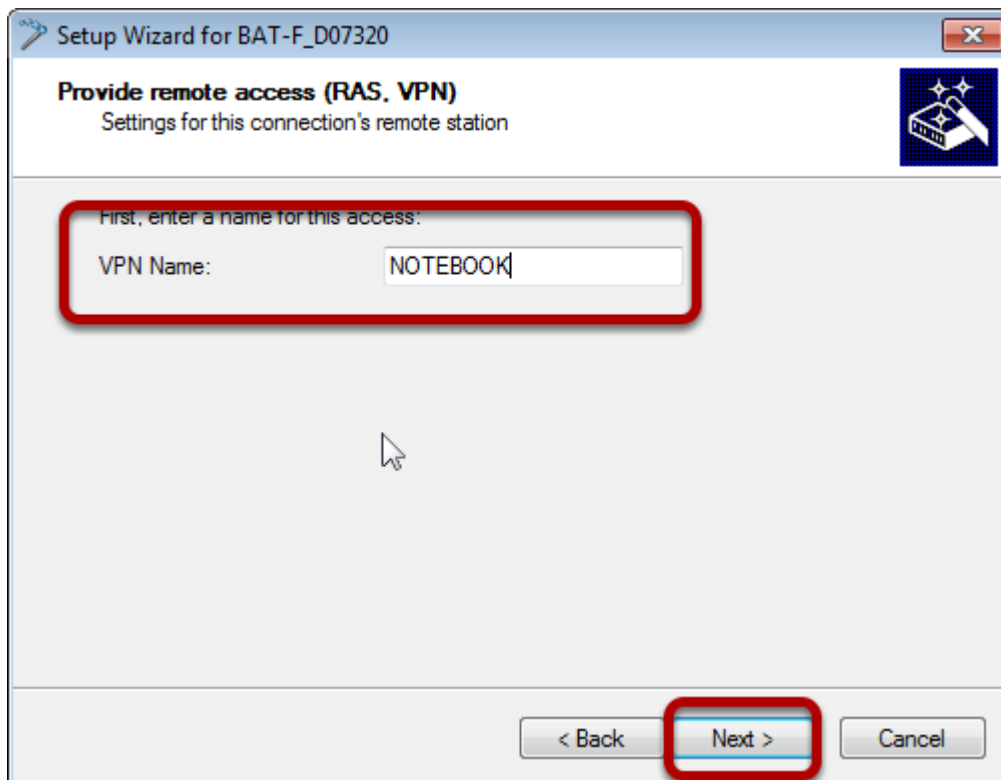 Setup Wizard for BAT-F_D07320
Provide remote access (RAS, VPN)
Settings for this connection's remote station
First, enter a name for this access:
VPN Name: NOTEBOOK
< Back Next > Cancel